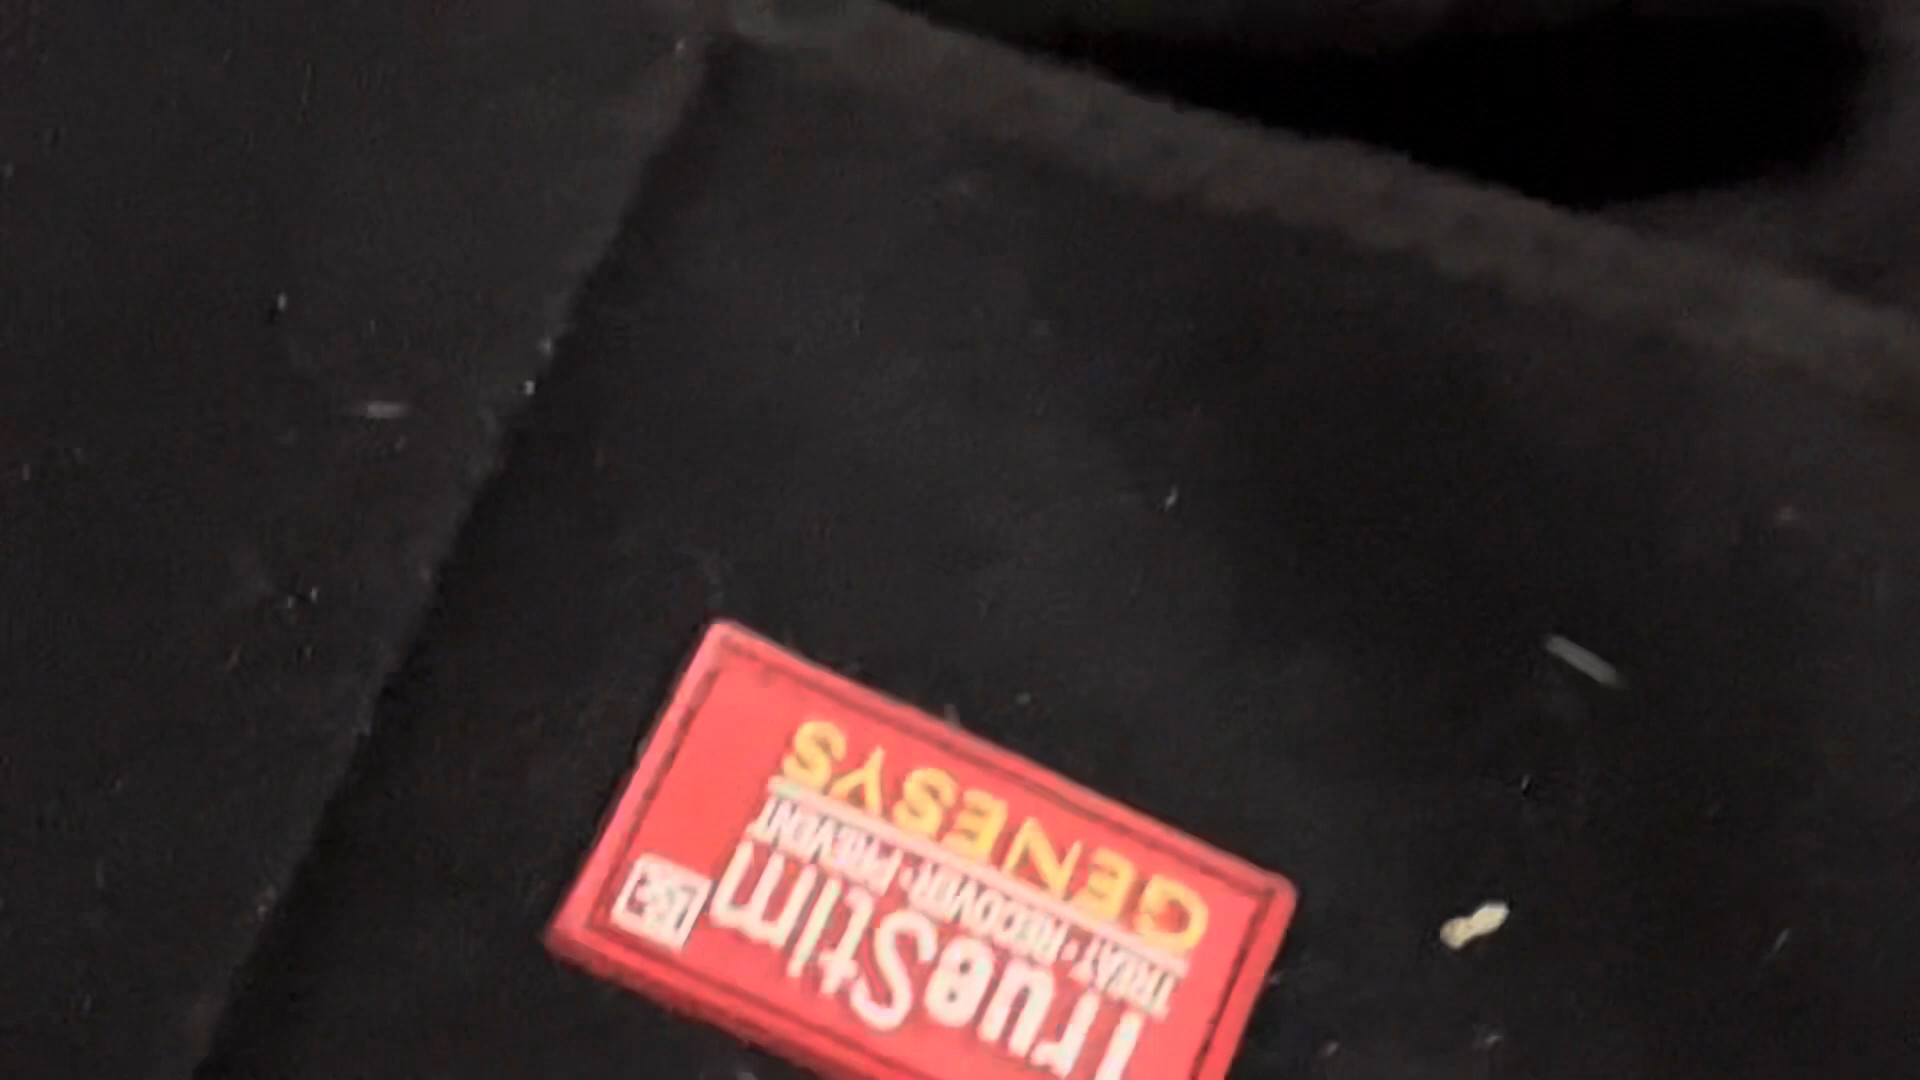 TrueStim
TREAT • RECOVER • PREVENT
GENESYS